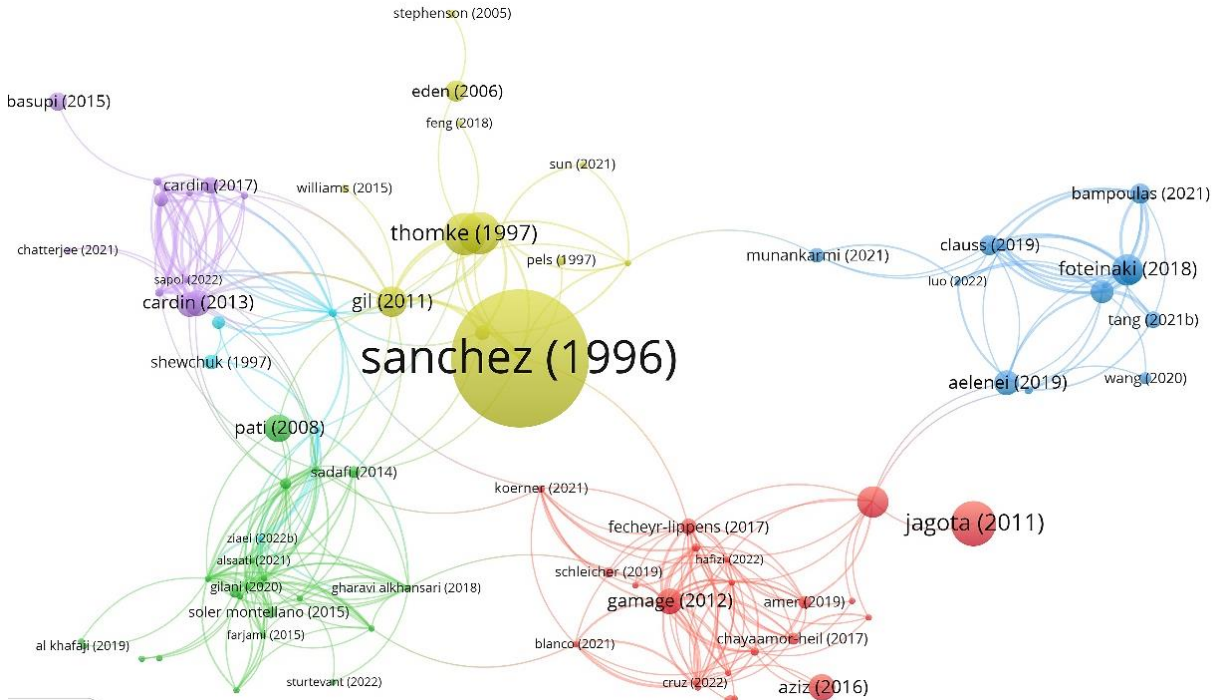 stephenson (2005)
eden (2006)
basupi (2015)
feng (2018)
sun (2021)
cardin (2017)
williams (2015)
bampoulas (2021)
thomke (1997)
clauss (2019)
chatterjee (2021)
munankarmi (2021)
pels (1997)
foteinaki (2018)
sapol (2022)
luo (2022)
cardin (2013)
gil (2011)
tang (2021b)
sanchez (1996)
shewchuk (1997)
aelenei (2019)
wang (2020)
pati (2008)
sadafi (2014)
koerner (2021)
jagota (2011)
fecheyr-lippens (2017)
ziaei (2022b)
alsaati (2021)
hafizi (2022)
schleicher (2019)
gilani (2020)
gharavi alkhansari (2018)
gamage (2012)
amer (2019)
soler montellano (2015)
farjami (2015)
chayaamor-heil (2017)
al khafaji (2019)
blanco (2021)
sturtevant (2022)
cruz (2022)
aziz (2016)